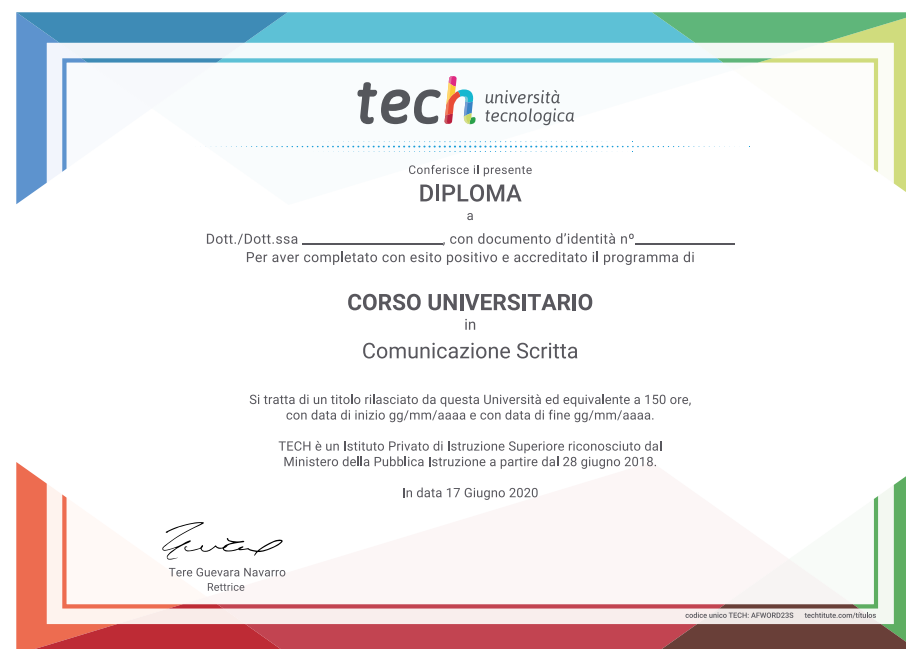 tech università
tecnologica
Conferisce il presente
DIPLOMA
a
Dott./Dott.ssa ____________________, con documento d'identità nº______________
Per aver completato con esito positivo e accreditato il programma di
CORSO UNIVERSITARIO
in
Comunicazione Scritta
Si tratta di un titolo rilasciato da questa Università ed equivalente a 150 ore,
con data di inizio gg/mm/aaaa e con data di fine gg/mm/aaaa.
TECH è un Istituto Privato di Istruzione Superiore riconosciuto dal
Ministero della Pubblica Istruzione a partire dal 28 giugno 2018.
In data 17 Giugno 2020
Tere Guevara Navarro
Rettrice
codice unico TECH: AFWORD23S techtitute.com/titulos